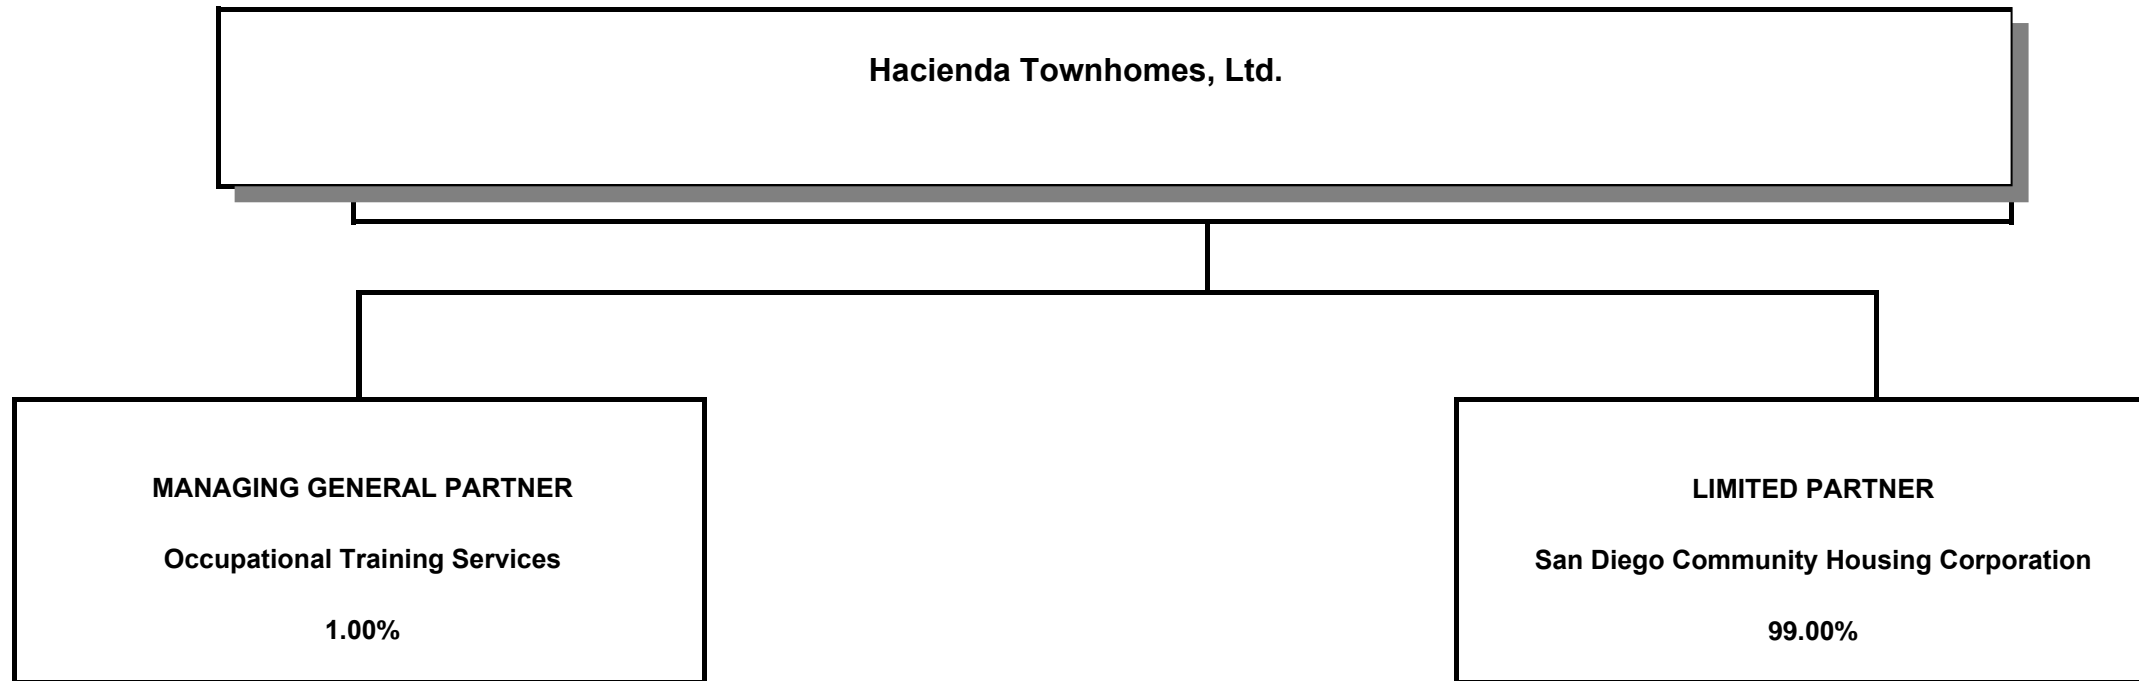 Hacienda Townhomes, Ltd.
MANAGING GENERAL PARTNER
Occupational Training Services
1.00%
LIMITED PARTNER
San Diego Community Housing Corporation
99.00%